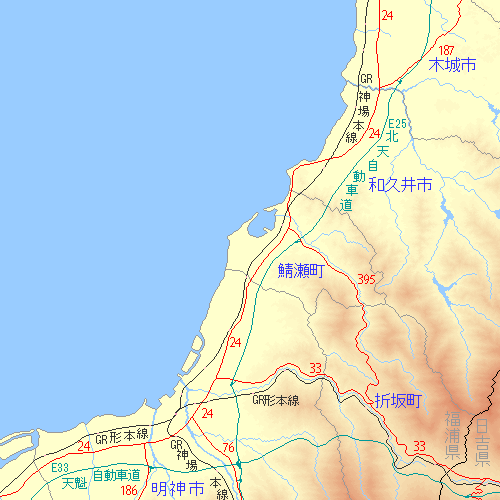 24
187
木城市
GR
神場本線
24
E25
北天自動車道
和久井市
鯖瀬町
395
24
33
折坂町
GR形本線
24
福浦県
日吉県
GR形本線
24
GR
神場本線
76
33
E33
天魁自動車道
186
明神市